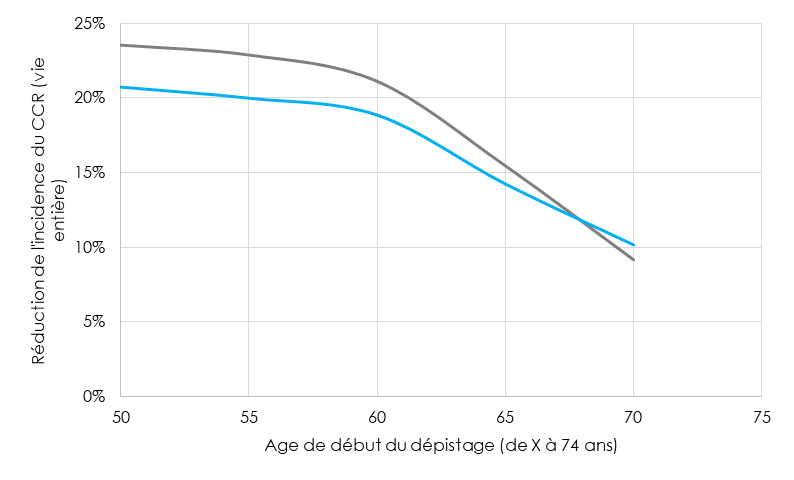 25%
20%
15%
10%
5%
0%
Réduction de l'incidence du CCR (vie
entière)
50 55 60 65 70 75
Age de début du dépistage (de X à 74 ans)